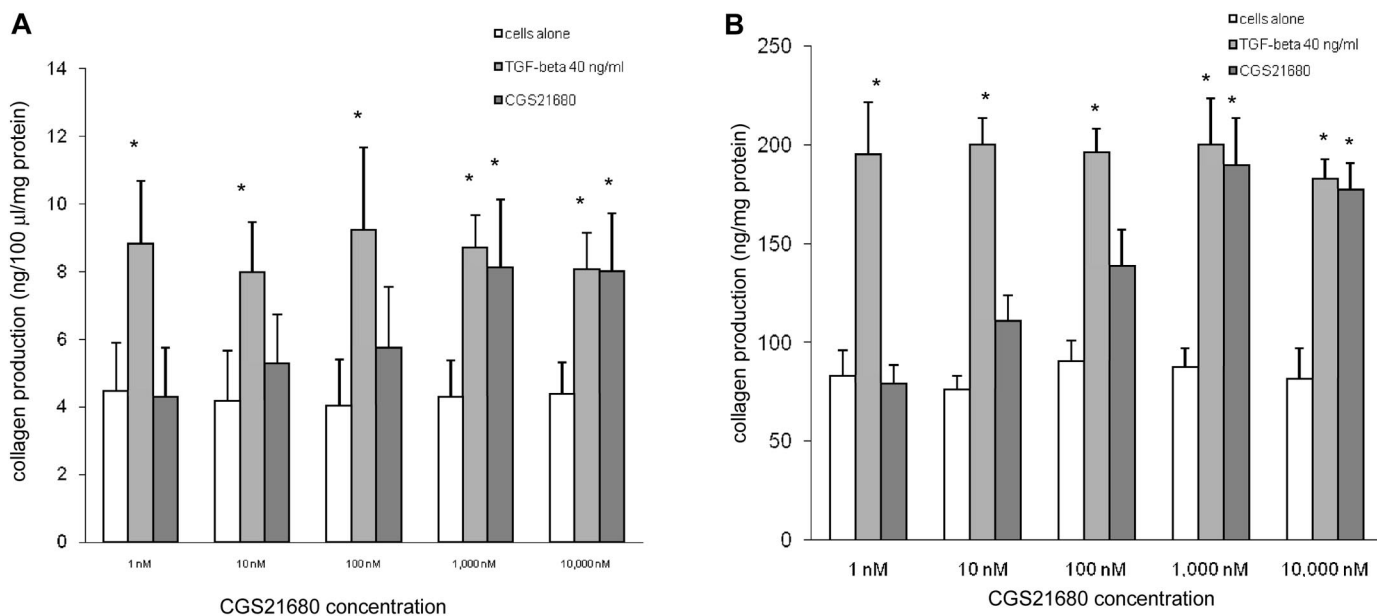 A
cells alone
TGF-beta 40 ng/ml
CGS21680
collagen production (ng/100 μl/mg protein)
14
12
10
8
6
4
2
0
*
*
*
*
*
*
*
1 nM
10 nM
100 nM
1,000 nM
10,000 nM
CGS21680 concentration
B
cells alone
TGF-beta 40 ng/ml
CGS21680
collagen production (ng/mg protein)
250
200
150
100
50
0
*
*
*
*
*
*
*
1 nM
10 nM
100 nM
1,000 nM
10,000 nM
CGS21680 concentration